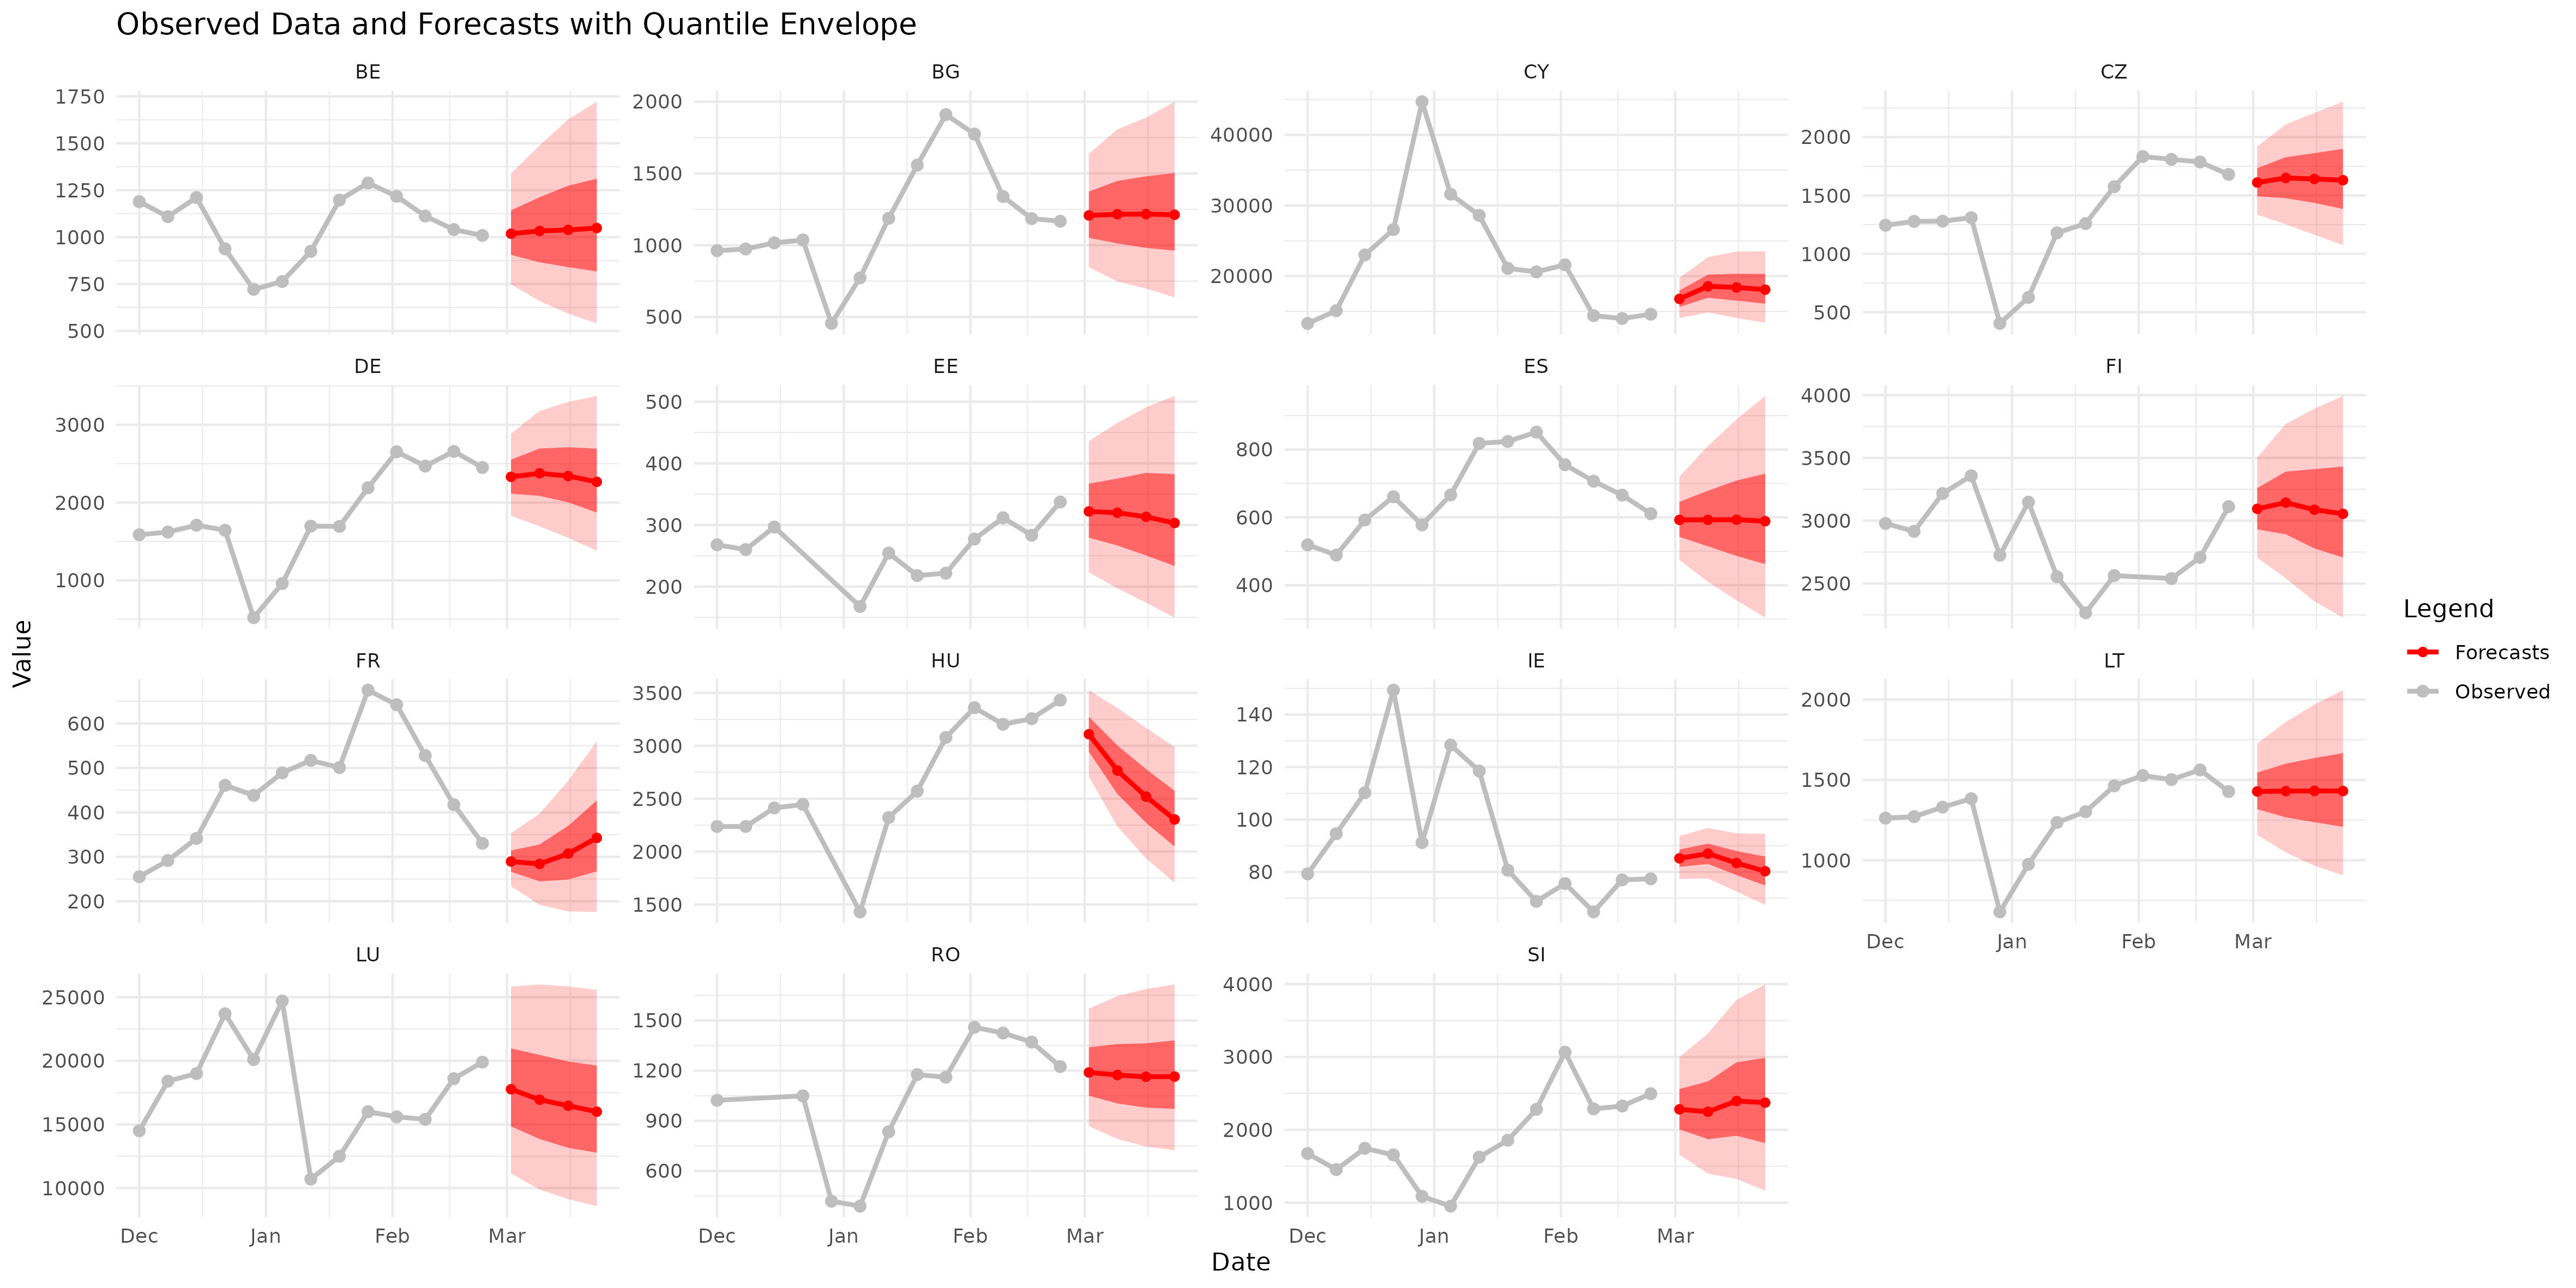 Observed Data and Forecasts with Quantile Envelope
BE
BG
CY
CZ
1750
1500
1250
1000
750
500
2000
1500
1000
500
40000
30000
20000
2000
1500
1000
500
DE
EE
ES
FI
3000
2000
1000
500
400
300
200
800
600
400
4000
3500
3000
2500
FR
HU
IE
LT
600
500
400
300
200
3500
3000
2500
2000
1500
140
120
100
80
2000
1500
1000
Dec Jan Feb Mar
LU
RO
SI
25000
20000
15000
10000
1500
1200
900
600
4000
3000
2000
1000
Dec Jan Feb Mar
Dec Jan Feb Mar
Dec Jan Feb Mar
Value
Date
Legend
Forecasts
Observed